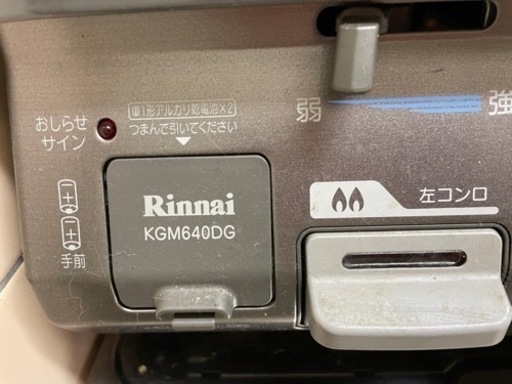 弱
強
単1形アルカリ乾電池×2
つまんで引いてください
おしらせ
サイン
Rinnai
KGM640DG
手前
左コンロ